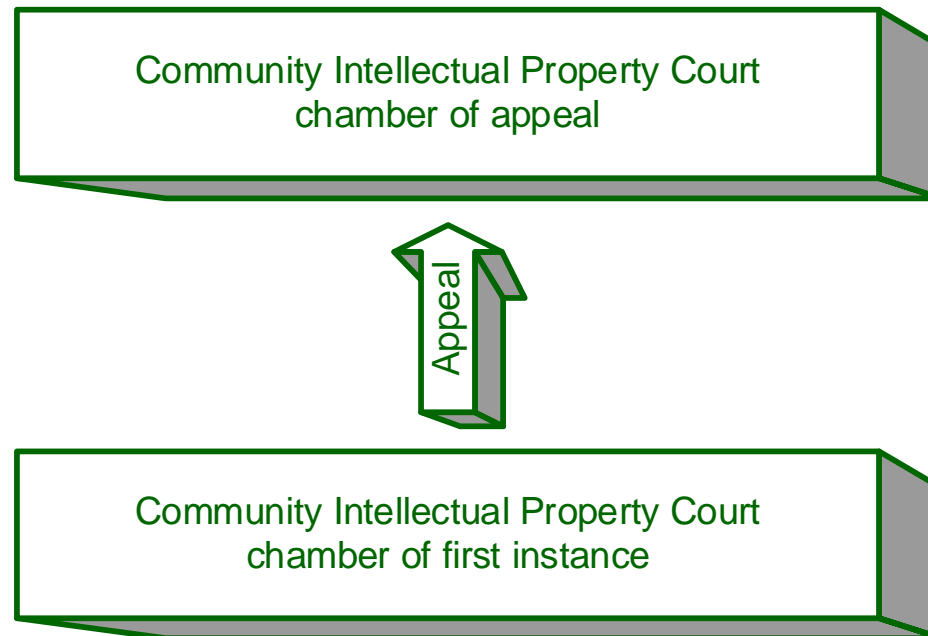 Community Intellectual Property Court
chamber of appeal
Appeal
Community Intellectual Property Court
chamber of first instance